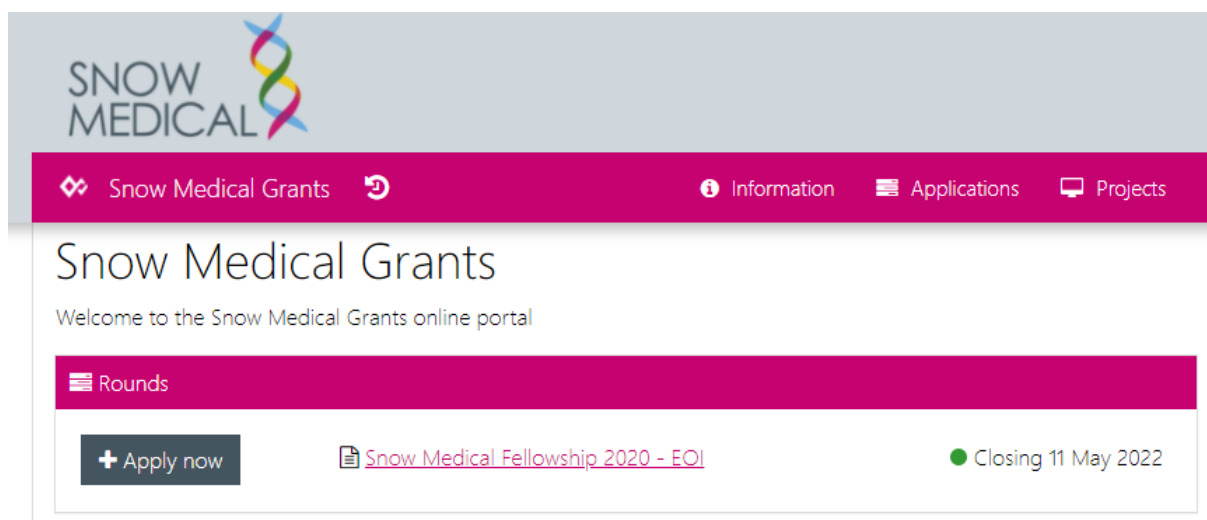 SNOW
MEDICAL
Snow Medical Grants
Information
Applications
Projects
Snow Medical Grants
Welcome to the Snow Medical Grants online portal
Rounds
Apply now
Snow Medical Fellowship 2020 - EOI
Closing 11 May 2022